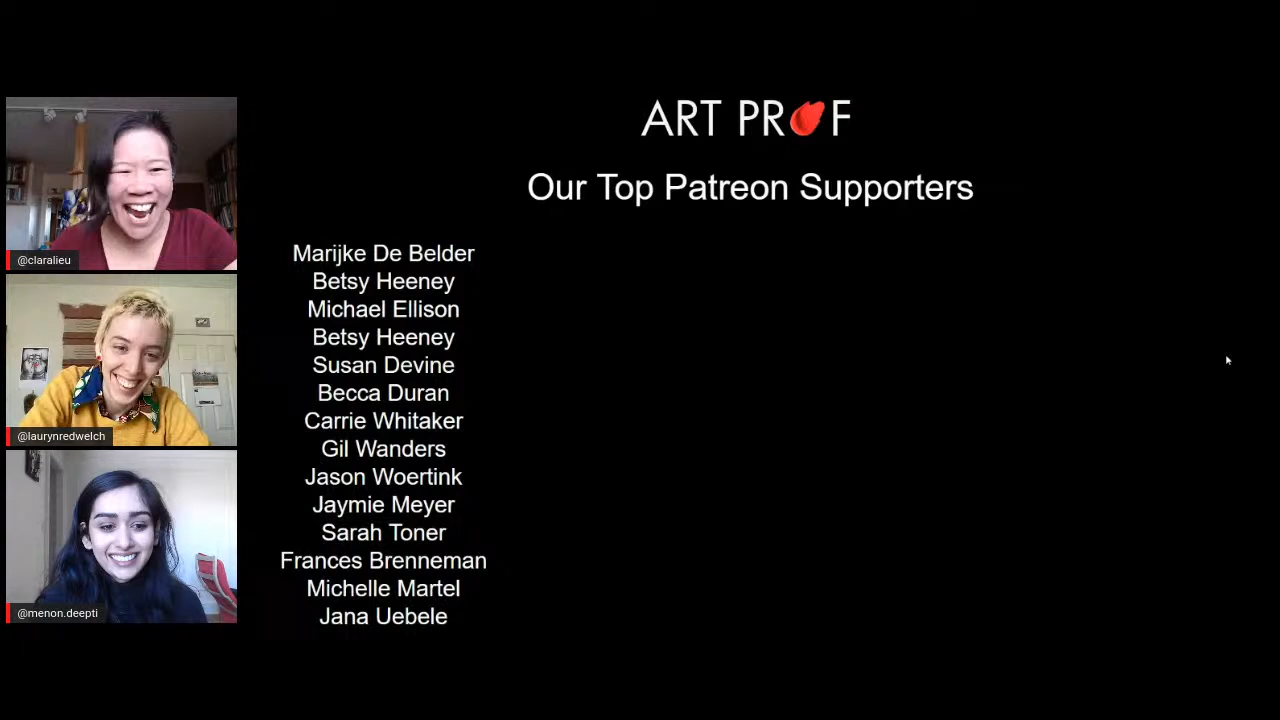 ART PROF
Our Top Patreon Supporters
Marijke De Belder
Betsy Heeney
Michael Ellison
Betsy Heeney
Susan Devine
Becca Duran
Carrie Whitaker
Gil Wanders
Jason Woertink
Jaymie Meyer
Sarah Toner
Frances Brenneman
Michelle Martel
Jana Uebele
@claralieu
@laurynredwelch
@menon.deepti